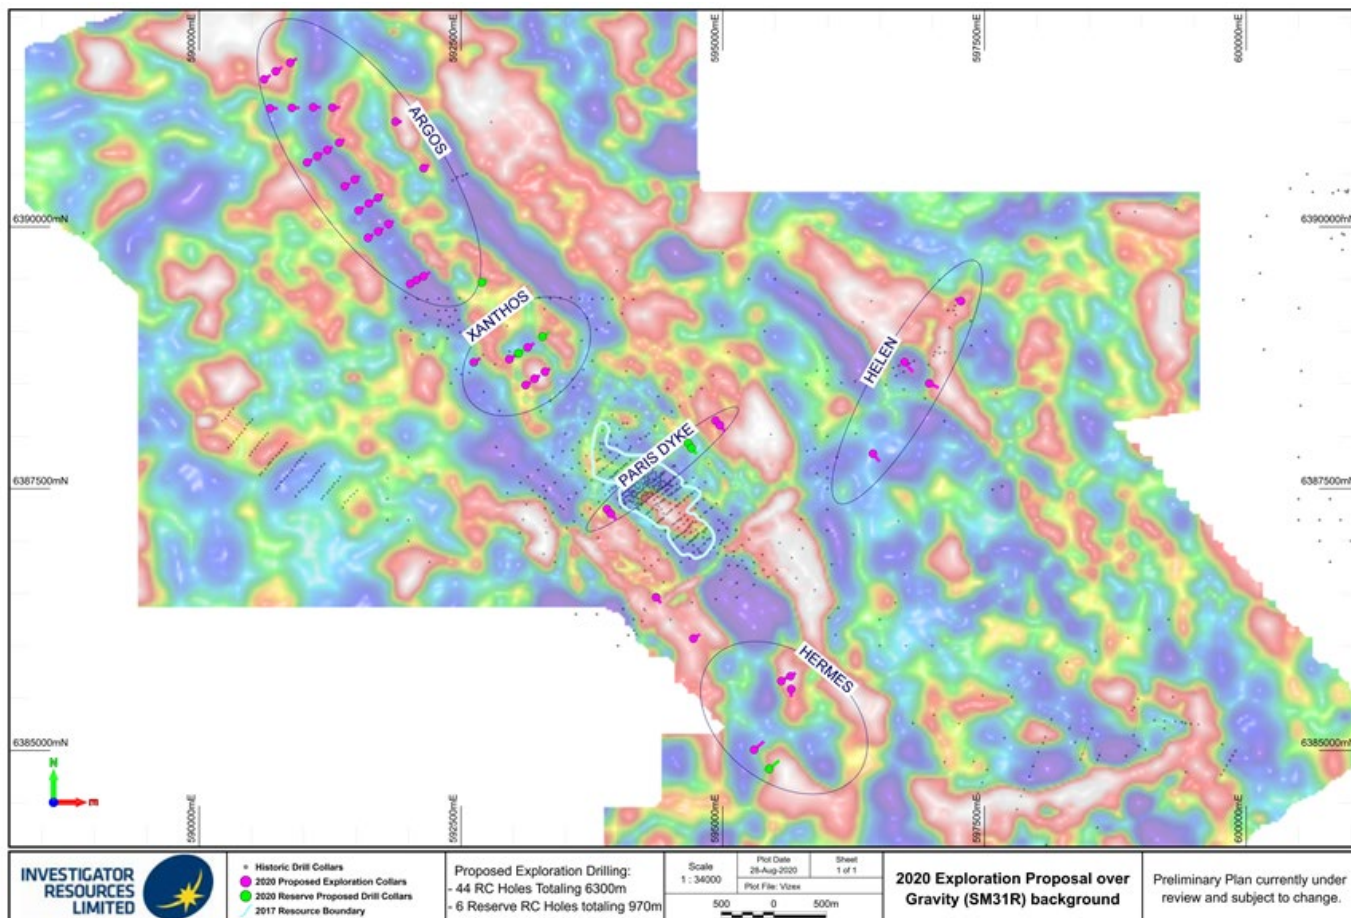 590000mE
592500mE
595000mE
597500mE
600000mE
ARGOS
6390000mN
6390000mN
XANTHOS
HELEN
PARIS DYKE
6387500mN
6387500mN
HERMES
6385000mN
6385000mN
N
E
590000mE
592500mE
595000mE
597500mE
600000mE
INVESTIGATOR
RESOURCES
LIMITED
Historic Drill Collars
2020 Proposed Exploration Collars
2020 Reserve Proposed Drill Collars
2017 Resource Boundary
Proposed Exploration Drilling:
- 44 RC Holes Totaling 6300m
- 6 Reserve RC Holes totaling 970m
Scale
1 : 34000
Plot Date
28-Aug-2020
Sheet
1 of 1
Plot File: Vizex
500 0 500m
2020 Exploration Proposal over
Gravity (SM31R) background
Preliminary Plan currently under
review and subject to change.